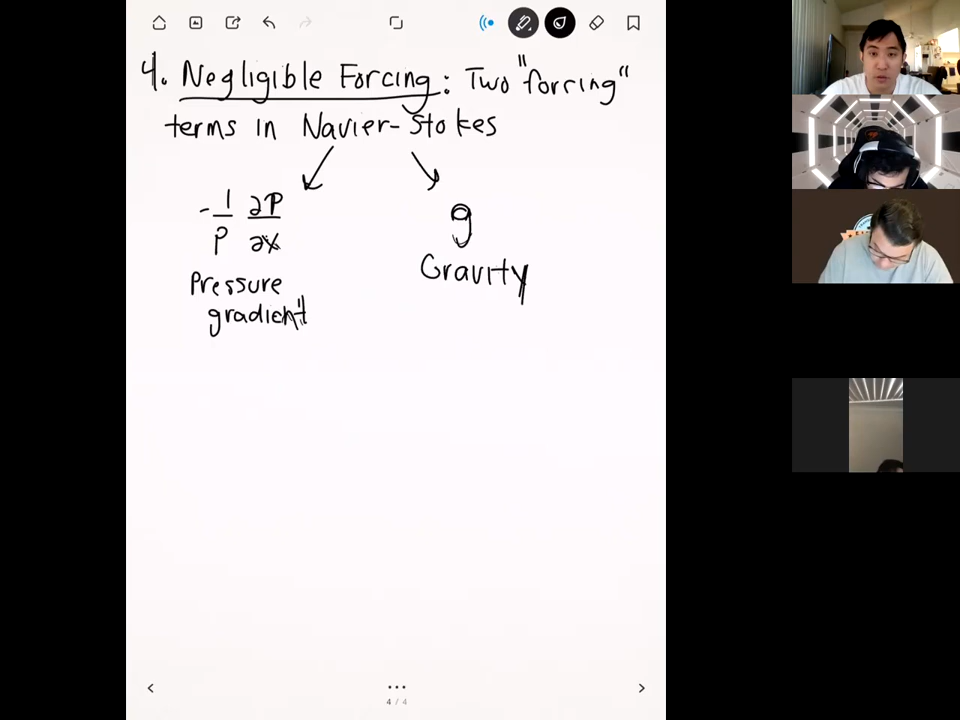 4. Negligible Forcing: Two "forcing"
terms in Navier-Stokes
-1/ρ ∂P/∂x
g
Pressure
gradient
Gravity
4 / 4